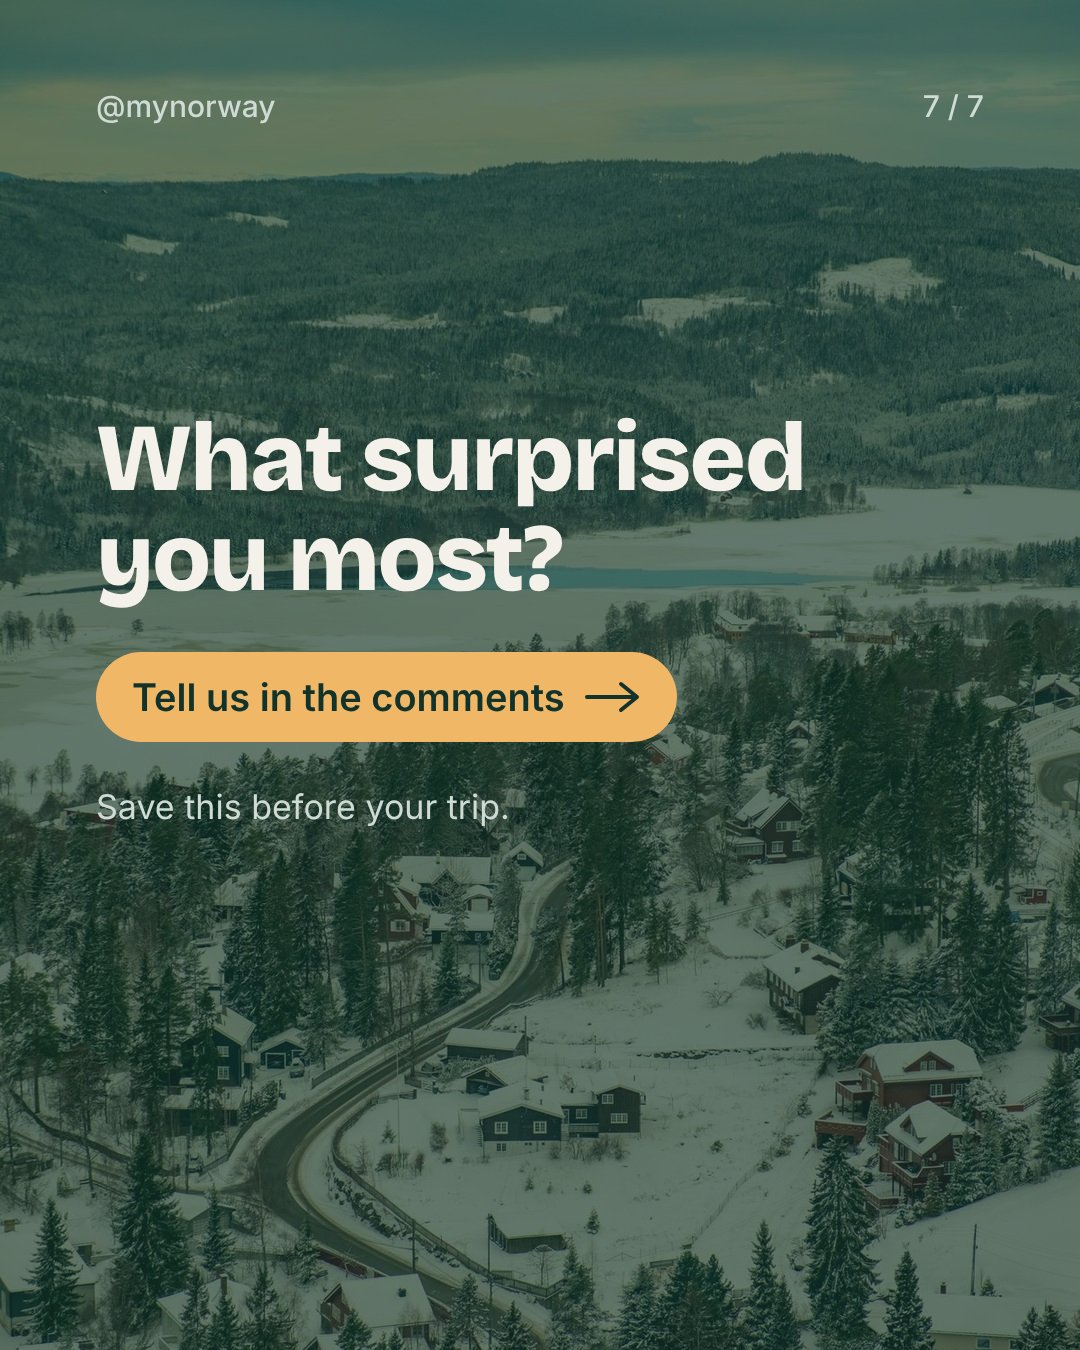 @mynorway
7 / 7
What surprised
you most?
Tell us in the comments →
Save this before your trip.